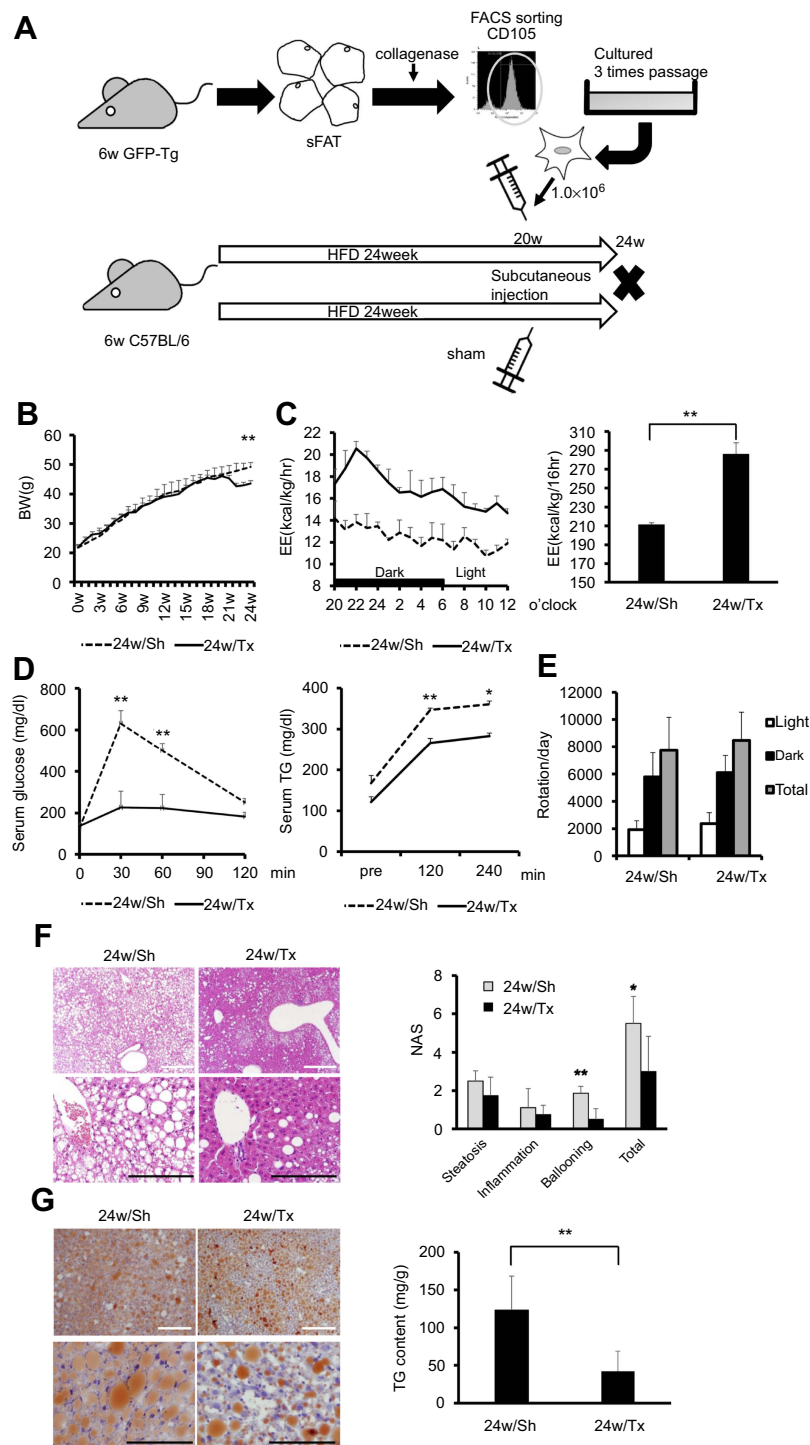 A
FACS sorting
CD105
collagenase
Cultured
3 times passage
6w GFP-Tg
sFAT
1.0×10⁶
20w
24w
HFD 24week
Subcutaneous
injection
HFD 24week
6w C57BL/6
sham
B
BW(g)
60
50
40
30
20
10
0
**
0w
3w
6w
9w
12w
15w
18w
21w
24w
C
EE(kcal/kg/hr)
22
20
18
16
14
12
10
8
Dark
Light
20 22 24 2 4 6 8 10 12 o'clock
EE(kcal/kg/16hr)
290
270
250
230
210
190
170
150
**
24w/Sh 24w/Tx
24w/Sh 24w/Tx
D
Serum glucose (mg/dl)
800
600
400
200
0
**
**
0 30 60 90 120 min
24w/Sh 24w/Tx
Serum TG (mg/dl)
400
300
200
100
0
**
*
pre 120 240 min
24w/Sh 24w/Tx
E
Rotation/day
12000
10000
8000
6000
4000
2000
0
Light
Dark
Total
24w/Sh 24w/Tx
F
24w/Sh 24w/Tx
NAS
8
6
4
2
0
24w/Sh
24w/Tx
**
*
Steatosis
Inflammation
Ballooning
Total
G
24w/Sh 24w/Tx
TG content (mg/g)
200
150
100
50
0
**
24w/Sh 24w/Tx